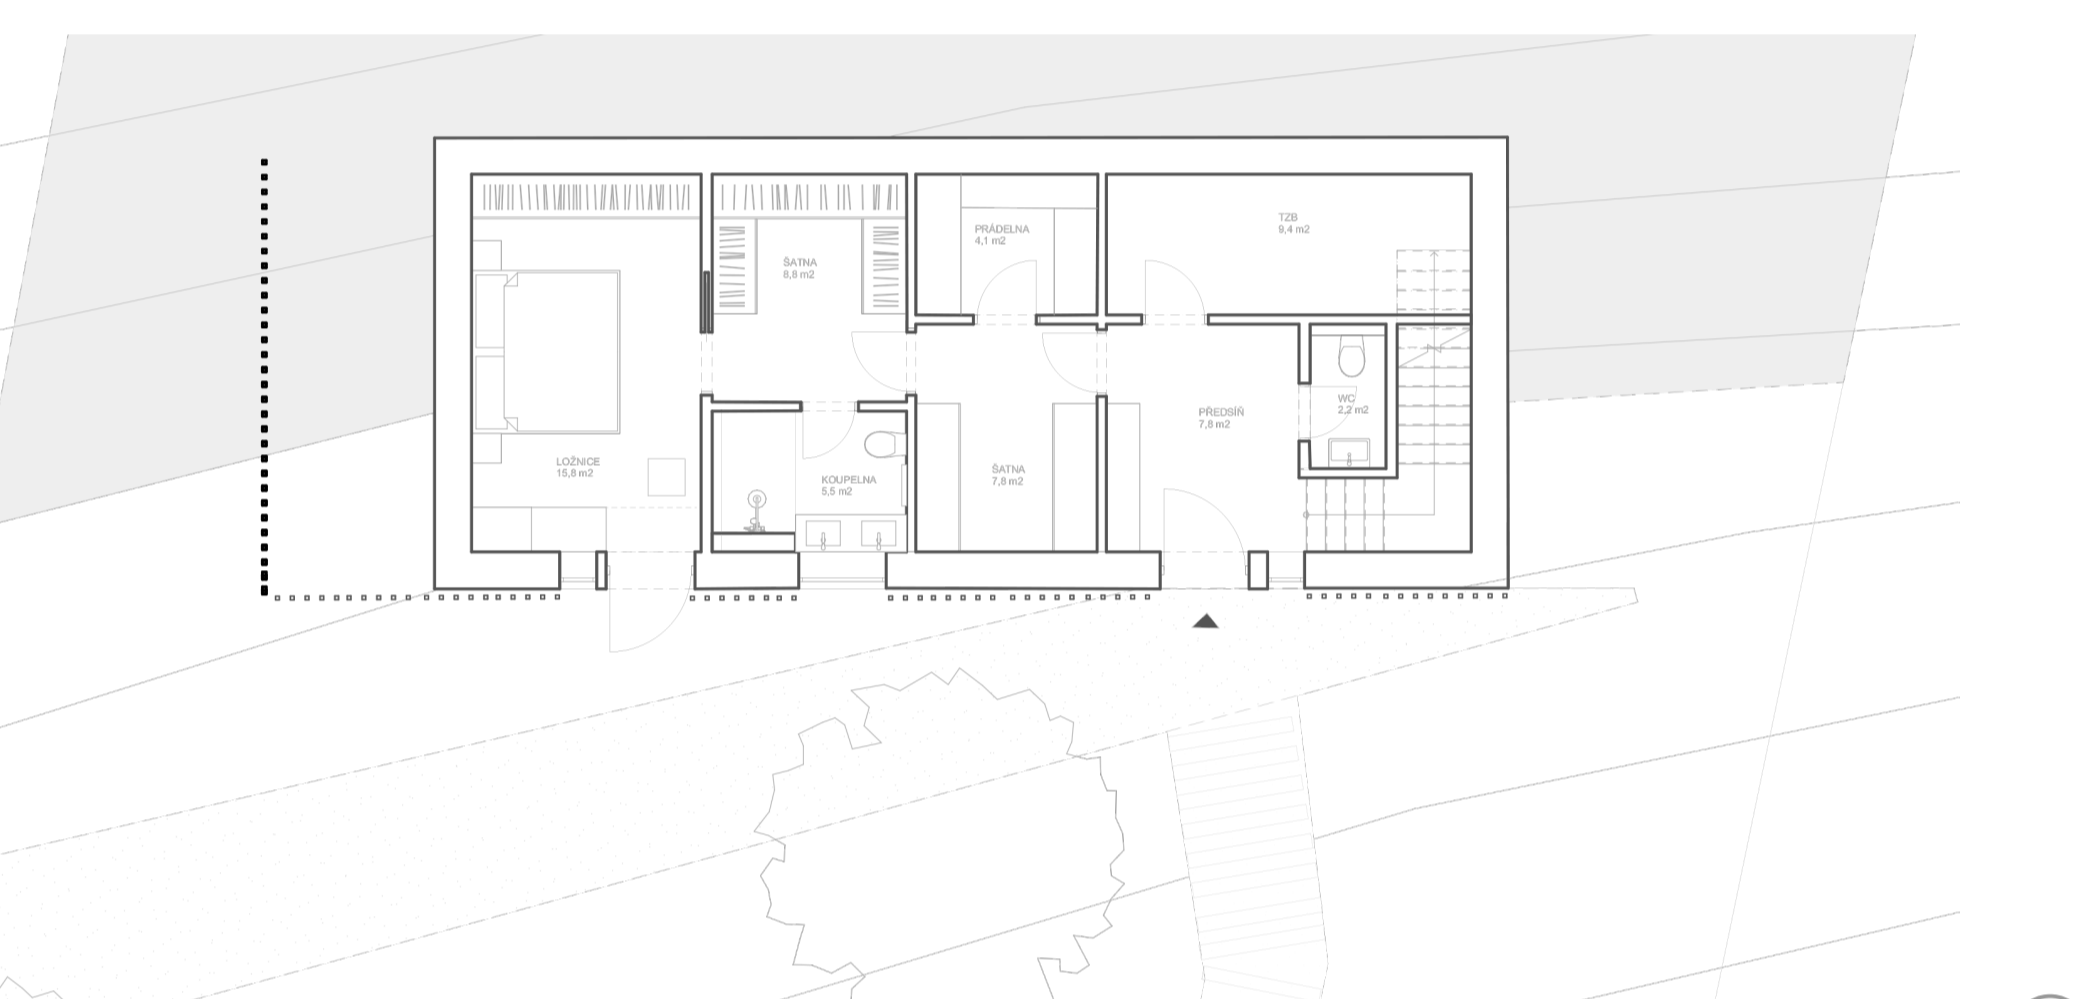 TZB
9,4 m2
PRÁDELNA
4,1 m2
ŠATNA
8,8 m2
WC
2,2 m2
PŘEDSÍŇ
7,8 m2
LOŽNICE
15,8 m2
ŠATNA
7,8 m2
KOUPELNA
5,5 m2